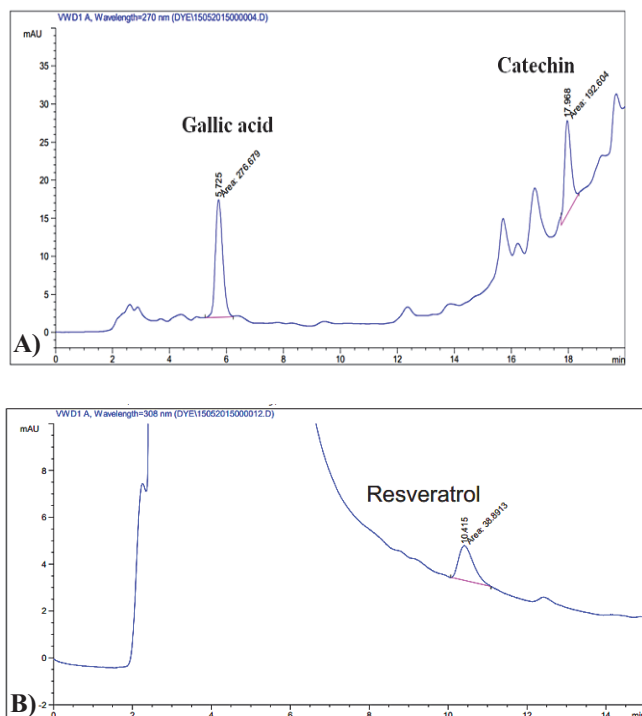 VWD1 A, Wavelength=270 nm (DYE\15052015000004.D)
mAU
35
30
25
20
15
10
5
0
Gallic acid
5.725
Area: 276.679
Catechin
17.968
Area: 192.604
A)
0 2 4 6 8 10 12 14 16 18 min
VWD1 A, Wavelength=308 nm (DYE\15052015000012.D)
mAU
8
6
4
2
0
-2
Resveratrol
10.415
Area: 38.8913
B)
0 2 4 6 8 10 12 14 min